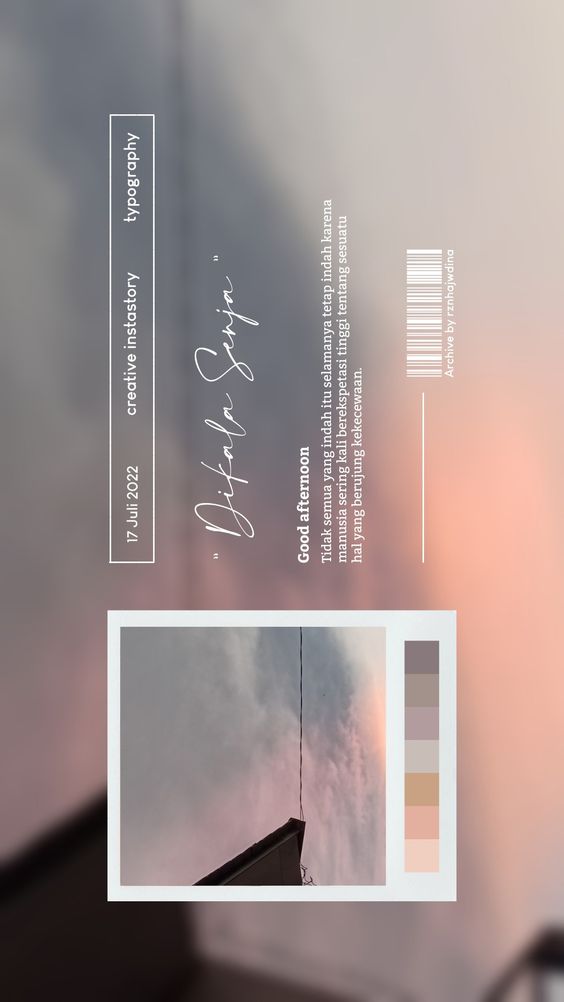 17 Juli 2022 creative instastory typography
" Dikala Senja "
Good afternoon
Tidak semua yang indah itu selamanya tetap indah karena
manusia sering kali berekspetasi tinggi tentang sesuatu
hal yang berujung kekecewaan.
Archive by rznhajwdina